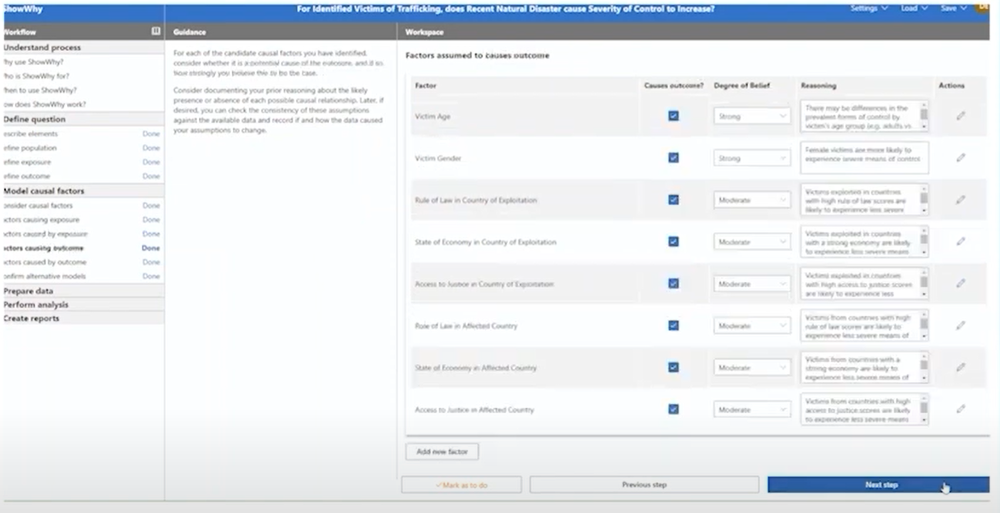 ShowWhy
For Identified Victims of Trafficking, does Recent Natural Disaster cause Severity of Control to Increase?
Settings
Load
Save
Workflow
Guidance
Workspace
Understand process
hy use ShowWhy?
ho is ShowWhy for?
hen to use ShowWhy?
ow does ShowWhy work?
Define question
escribe elements Done
efine population Done
efine exposure Done
efine outcome Done
Model causal factors
onsider causal factors Done
ctors causing exposure Done
ctors caused by exposure Done
ctors causing outcome Done
ctors caused by outcome Done
onfirm alternative models Done
Prepare data
Perform analysis
Create reports
For each of the candidate causal factors you have identified,
consider whether it is a potential cause of the outcome, and if so
how strongly you believe this to be the case.
Consider documenting your prior reasoning about the likely
presence or absence of each possible causal relationship. Later, if
desired, you can check the consistency of these assumptions
against the available data and record if and how the data caused
your assumptions to change.
Factors assumed to causes outcome
Factor Causes outcome? Degree of Belief Reasoning Actions
Victim Age Strong
There may be differences in the
prevalent forms of control by
victim's age group (e.g. adults vs
Victim Gender Strong
Female victims are more likely to
experience severe means of control
Rule of Law in Country of Exploitation Moderate
Victims exploited in countries
with high rule of law scores are
likely to experience less severe
State of Economy in Country of Exploitation Moderate
Victims exploited in countries
with a strong economy are likely
to experience less severe means
Access to Justice in Country of Exploitation Moderate
Victims exploited in countries
with high access to justice scores
are likely to experience less
Role of Law in Affected Country Moderate
Victims from countries with high
rule of law scores are likely to
experience less severe means of
State of Economy in Affected Country Moderate
Victims from countries with a
strong economy are likely to
experience less severe means of
Access to Justice in Affected Country Moderate
Victims from countries with high
access to justice scores are likely
to experience less severe means
Add new factor
Mark as to do
Previous step
Next step